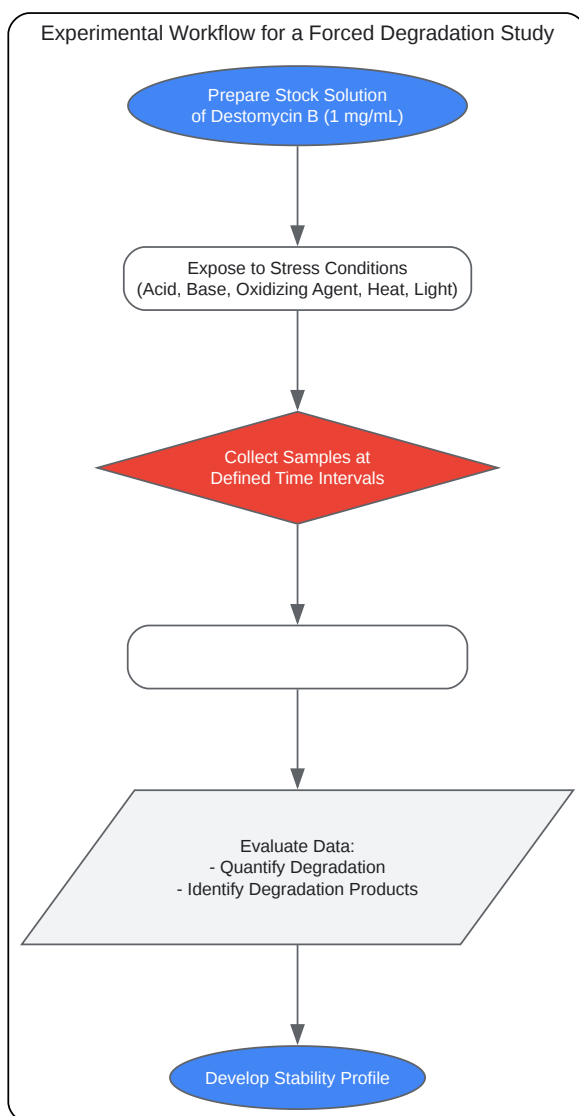 Experimental Workflow for a Forced Degradation Study
Prepare Stock Solution
of Destomycin B (1 mg/mL)
Expose to Stress Conditions
(Acid, Base, Oxidizing Agent, Heat, Light)
Collect Samples at
Defined Time Intervals
Evaluate Data:
- Quantify Degradation
- Identify Degradation Products
Develop Stability Profile